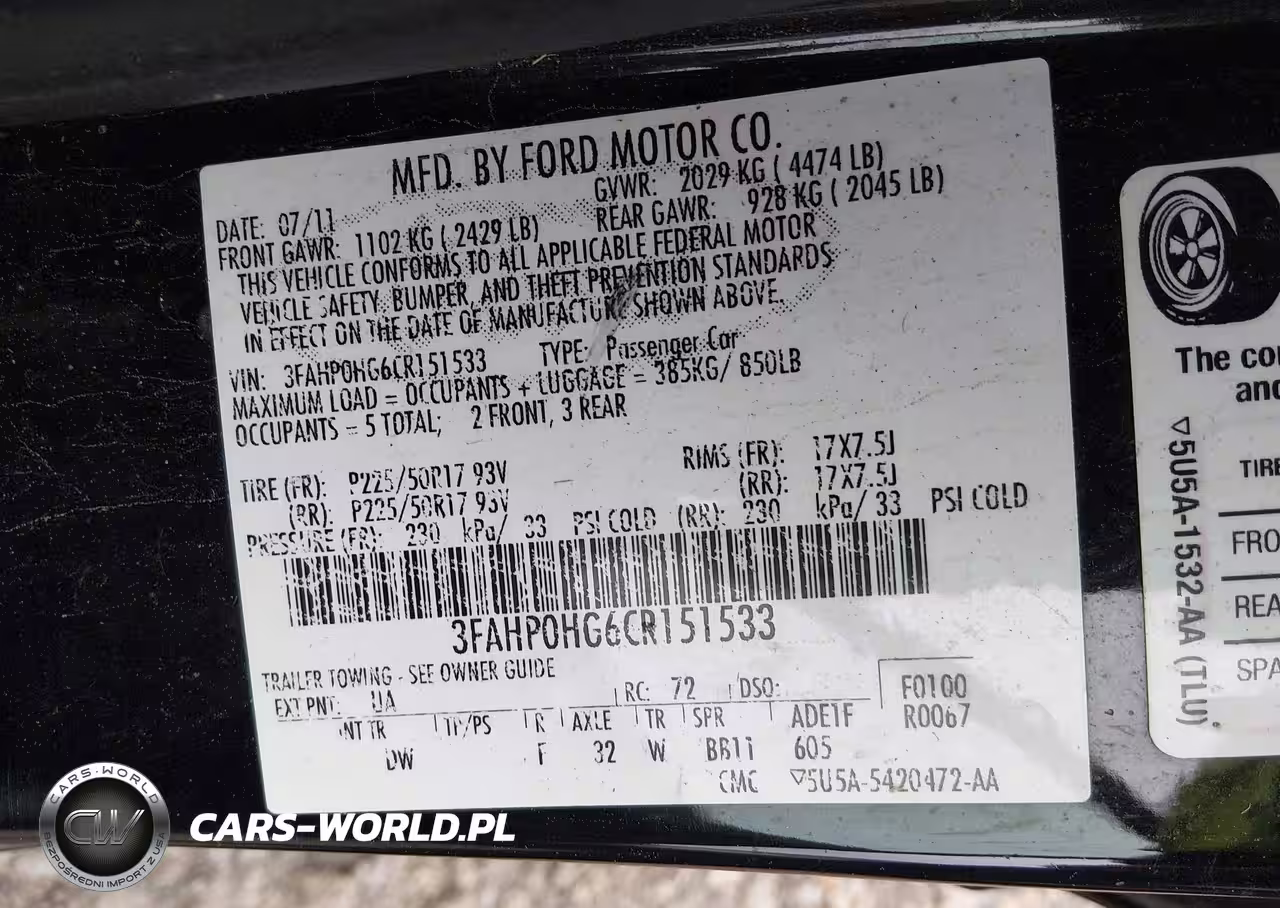 MFD. BY FORD MOTOR CO.
DATE: 07/11 GVWR: 2029 KG ( 4474 LB)
FRONT GAWR: 1102 KG ( 2429 LB) REAR GAWR: 928 KG ( 2045 LB)
THIS VEHICLE CONFORMS TO ALL APPLICABLE FEDERAL MOTOR
VEHICLE SAFETY, BUMPER, AND THEFT PREVENTION STANDARDS
IN EFFECT ON THE DATE OF MANUFACTURE SHOWN ABOVE.
VIN: 3FAHP0HG6CR151533 TYPE: Passenger Car
MAXIMUM LOAD = OCCUPANTS + LUGGAGE = 385KG/ 850LB
OCCUPANTS = 5 TOTAL; 2 FRONT, 3 REAR
TIRE (FR): P225/50R17 93V RIMS (FR): 17X7.5J
(RR): P225/50R17 93V (RR): 17X7.5J
PRESSURE (FR): 230 kPa/ 33 PSI COLD (RR): 230 kPa/ 33 PSI COLD
3FAHP0HG6CR151533
TRAILER TOWING - SEE OWNER GUIDE
EXT PNT: UA RC: 72 DSO: F0100
INT TR TP/PS R AXLE TR SPR ADE1F R0067
DW F 32 W BB11 605
CMC ▽5U5A-5420472-AA
The co
and
▽5U5A-1532-AA (TLU)
TIRE
FRO
REA
SPA
CARS-WORLD
CW
BEZPOŚREDNI IMPORT Z USA
CARS-WORLD.PL